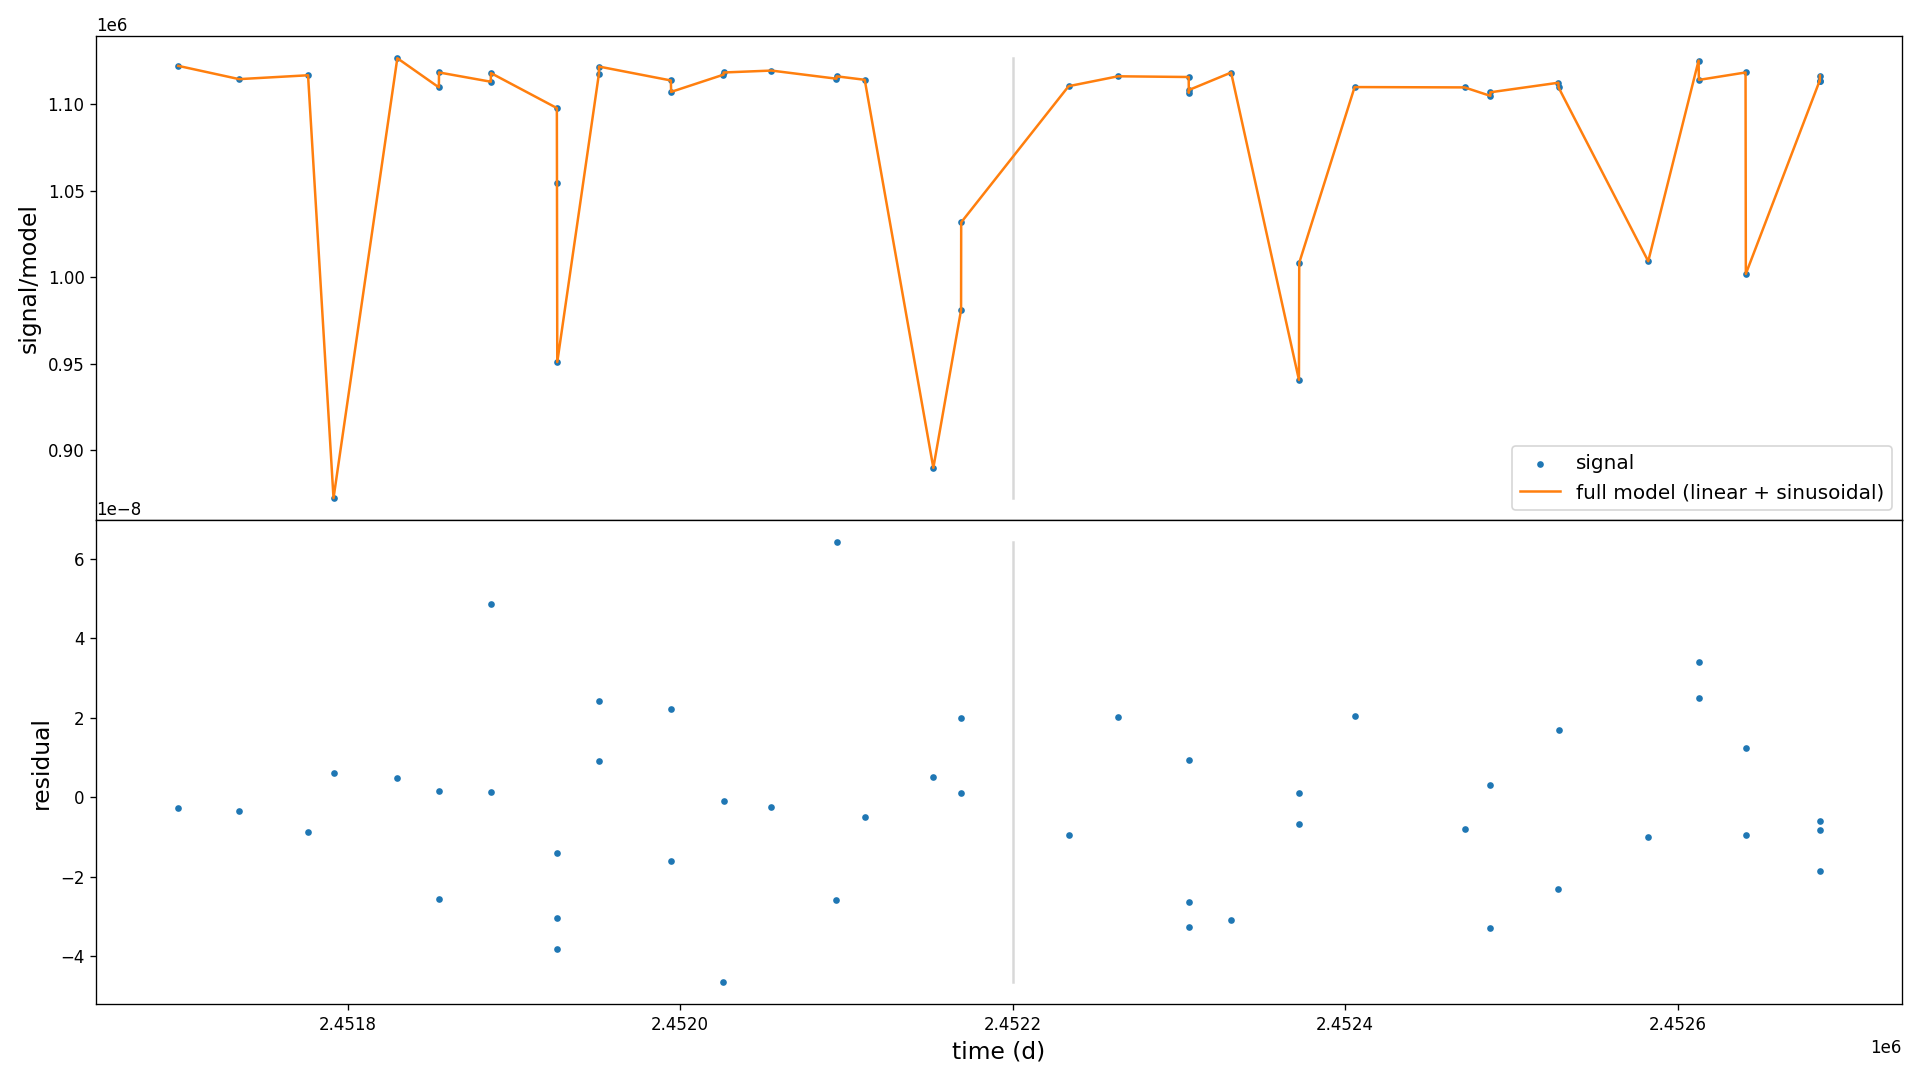 1e6
1.10
1.05
1.00
0.95
0.90
signal/model
signal
full model (linear + sinusoidal)
1e−8
6
4
2
0
−2
−4
residual
2.4518
2.4520
2.4522
2.4524
2.4526
time (d)
1e6